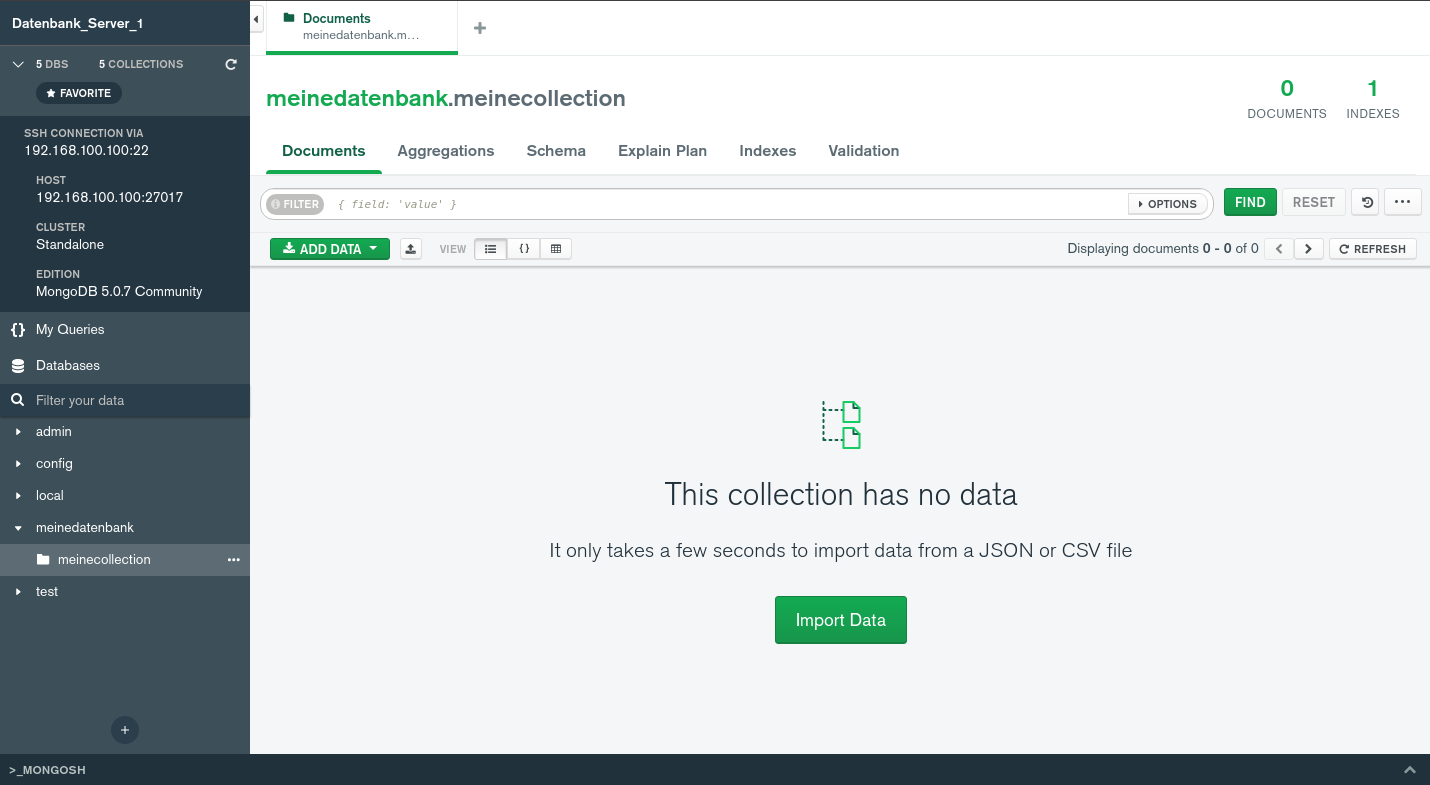 Datenbank_Server_1
5 DBS 5 COLLECTIONS
FAVORITE
SSH CONNECTION VIA
192.168.100.100:22
HOST
192.168.100.100:27017
CLUSTER
Standalone
EDITION
MongoDB 5.0.7 Community
{} My Queries
Databases
Filter your data
admin
config
local
meinedatenbank
meinecollection
test
+
>_MONGOSH
Documents
meinedatenbank.m...
meinedatenbank.meinecollection
0
DOCUMENTS
1
INDEXES
Documents Aggregations Schema Explain Plan Indexes Validation
FILTER { field: 'value' } OPTIONS FIND RESET
ADD DATA VIEW {} Displaying documents 0 - 0 of 0 REFRESH
This collection has no data
It only takes a few seconds to import data from a JSON or CSV file
Import Data